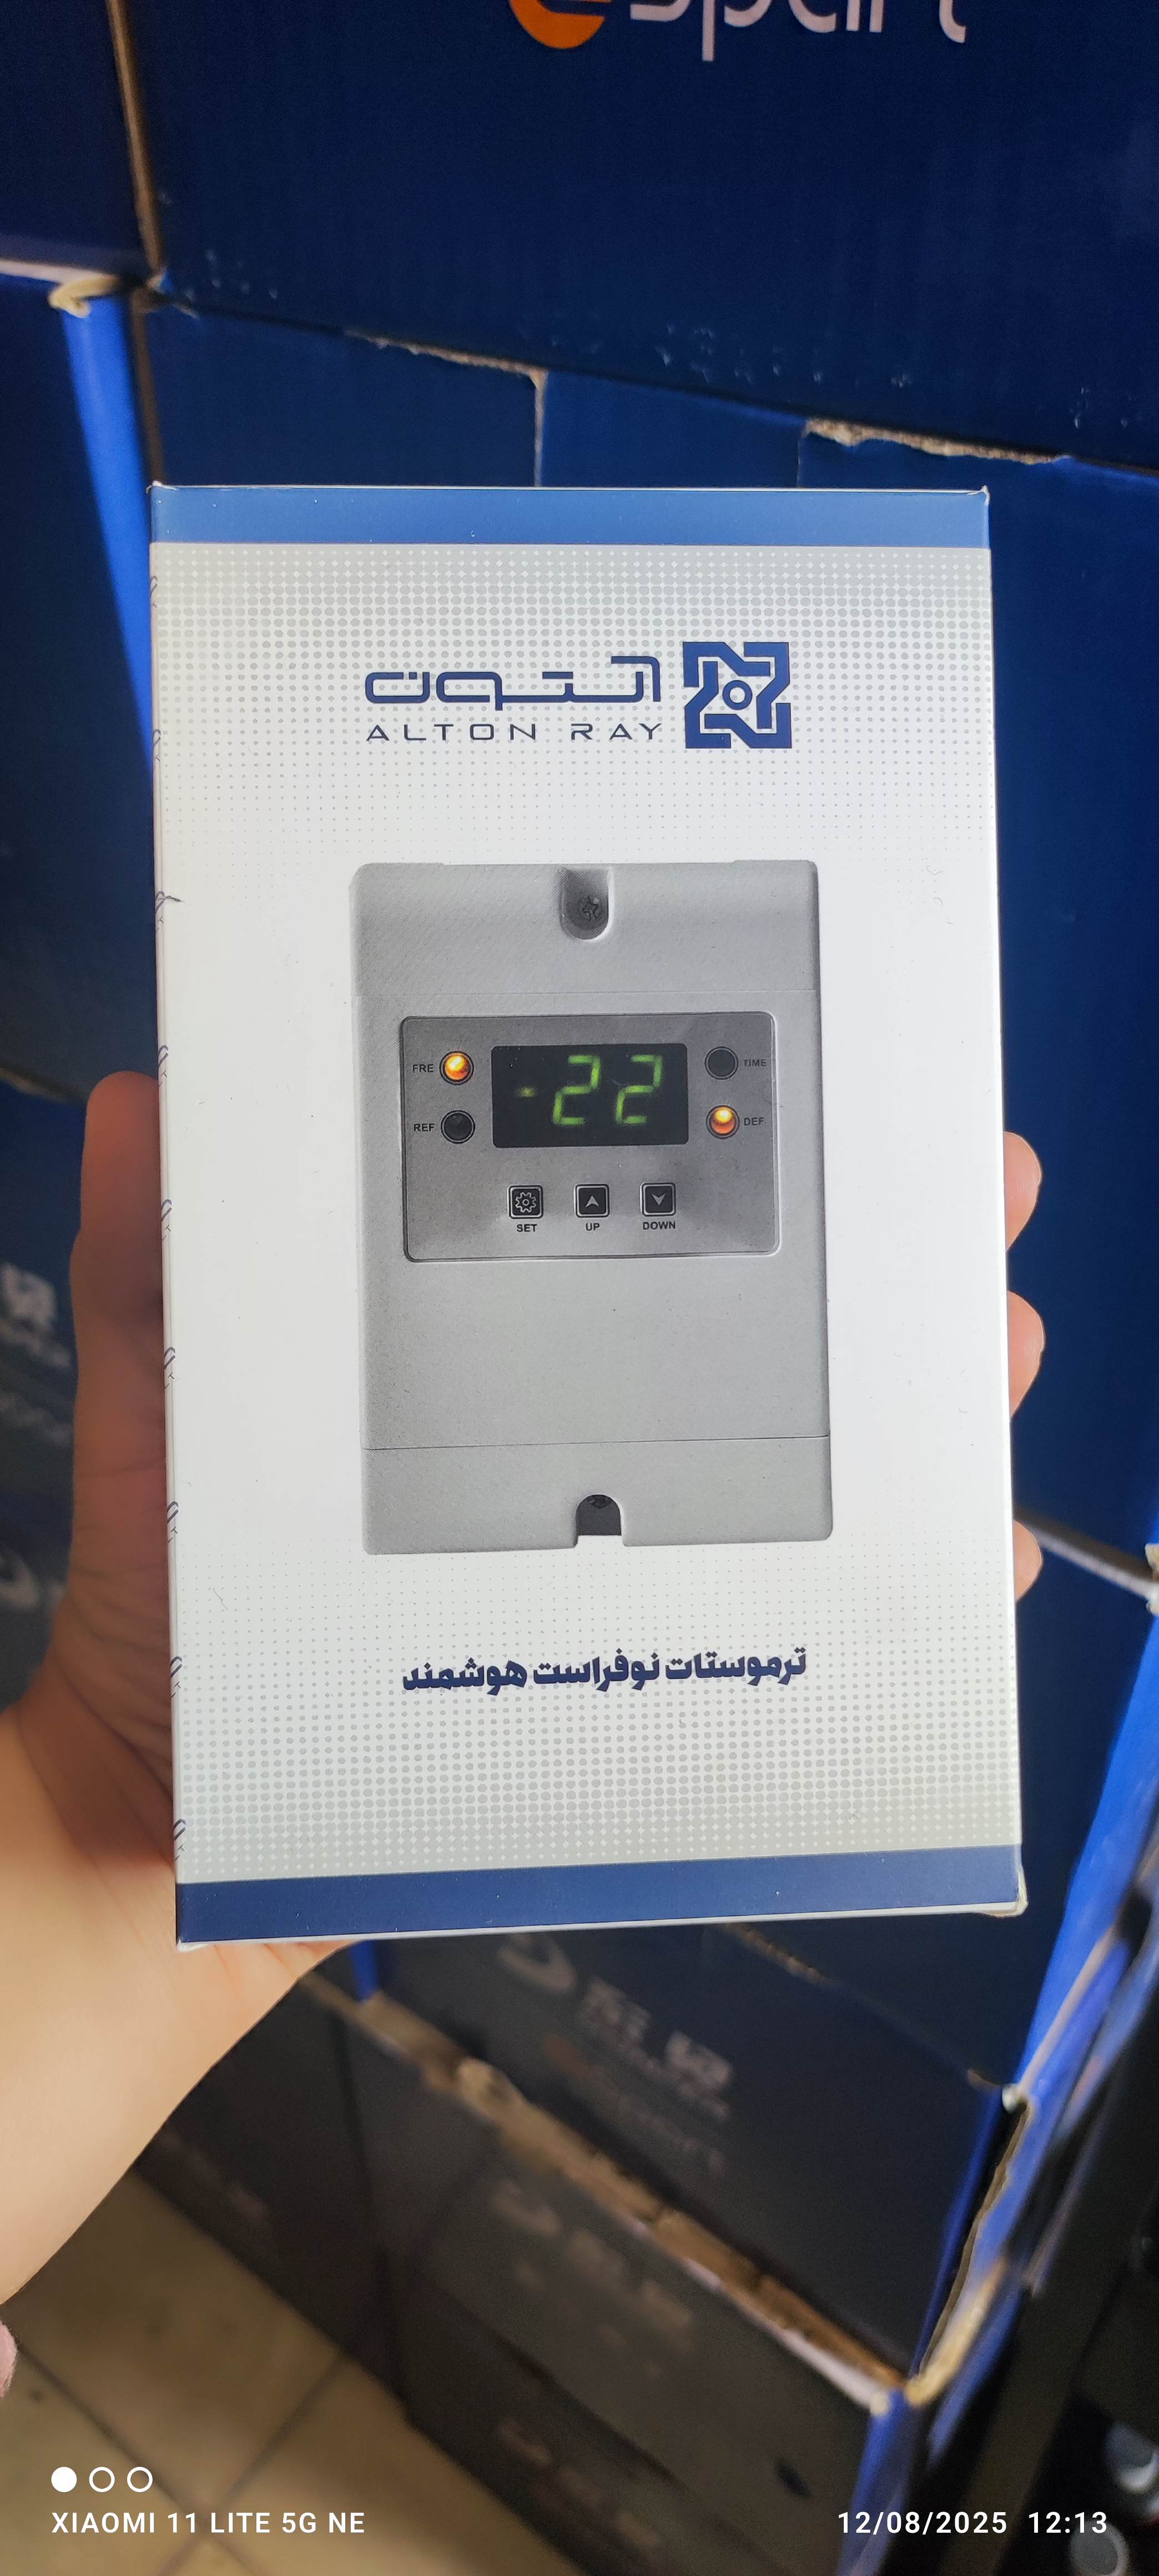 التون
ALTON RAY
FRE
-22
TIME
REF
DEF
SET UP DOWN
ترموستات نوفراست هوشمند
XIAOMI 11 LITE 5G NE
12/08/2025 12:13